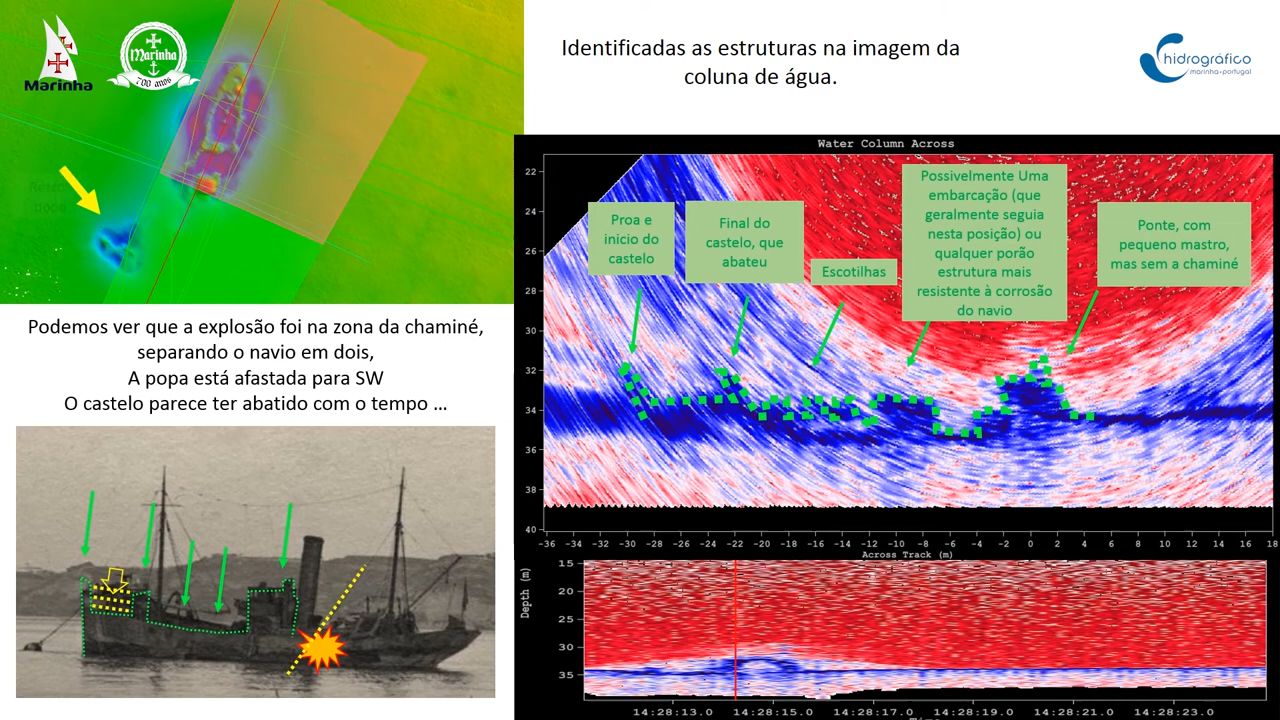 Marinha
Marinha
700 anos
Identificadas as estruturas na imagem da
coluna de água.
hidrográfico
marinha•portugal
Podemos ver que a explosão foi na zona da chaminé,
separando o navio em dois,
A popa está afastada para SW
O castelo parece ter abatido com o tempo …
Water Column Across
Proa e
inicio do
castelo
Final do
castelo, que
abateu
Escotilhas
Possivelmente Uma
embarcação (que
geralmente seguia
nesta posição) ou
qualquer porão
estrutura mais
resistente à corrosão
do navio
Ponte, com
pequeno mastro,
mas sem a chaminé
22
24
26
28
30
32
34
36
38
40
-36 -34 -32 -30 -28 -26 -24 -22 -20 -18 -16 -14 -12 -10 -8 -6 -4 -2 0 2 4 6 8 10 12 14 16 18
Across Track (m)
Depth (m)
15
20
25
30
35
14:28:13.0 14:28:15.0 14:28:17.0 14:28:19.0 14:28:21.0 14:28:23.0